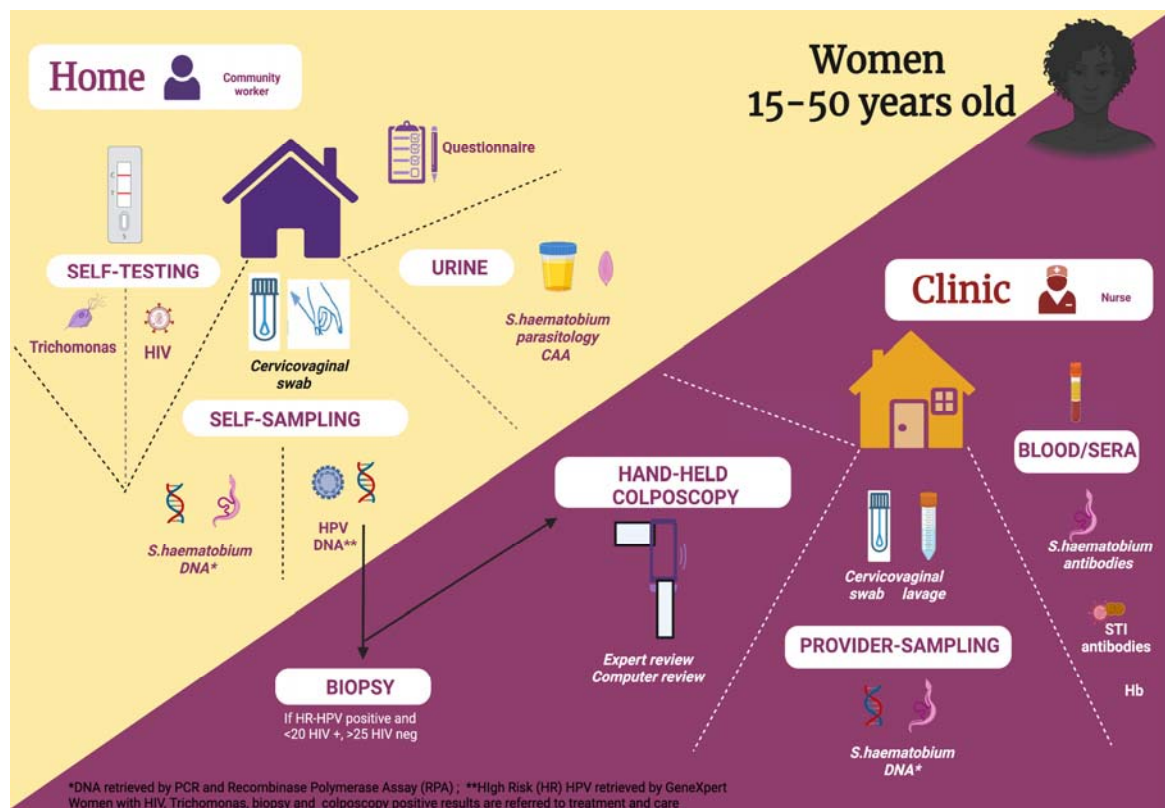 Home
Community
worker
Women
15-50 years old
Questionnaire
C
T
S
SELF-TESTING
Trichomonas
HIV
Cervicovaginal
swab
URINE
S.haematobium
parasitology
CAA
SELF-SAMPLING
S.haematobium
DNA*
HPV
DNA**
Clinic
Nurse
HAND-HELD
COLPOSCOPY
Expert review
Computer review
BIOPSY
If HR-HPV positive and
<20 HIV +, >25 HIV neg
Cervicovaginal
swab lavage
PROVIDER-SAMPLING
S.haematobium
DNA*
BLOOD/SERA
S.haematobium
antibodies
STI
antibodies
Hb
*DNA retrieved by PCR and Recombinase Polymerase Assay (RPA) ; **HIgh Risk (HR) HPV retrieved by GeneXpert
Women with HIV, Trichomonas, biopsy and colposcopy positive results are referred to treatment and care